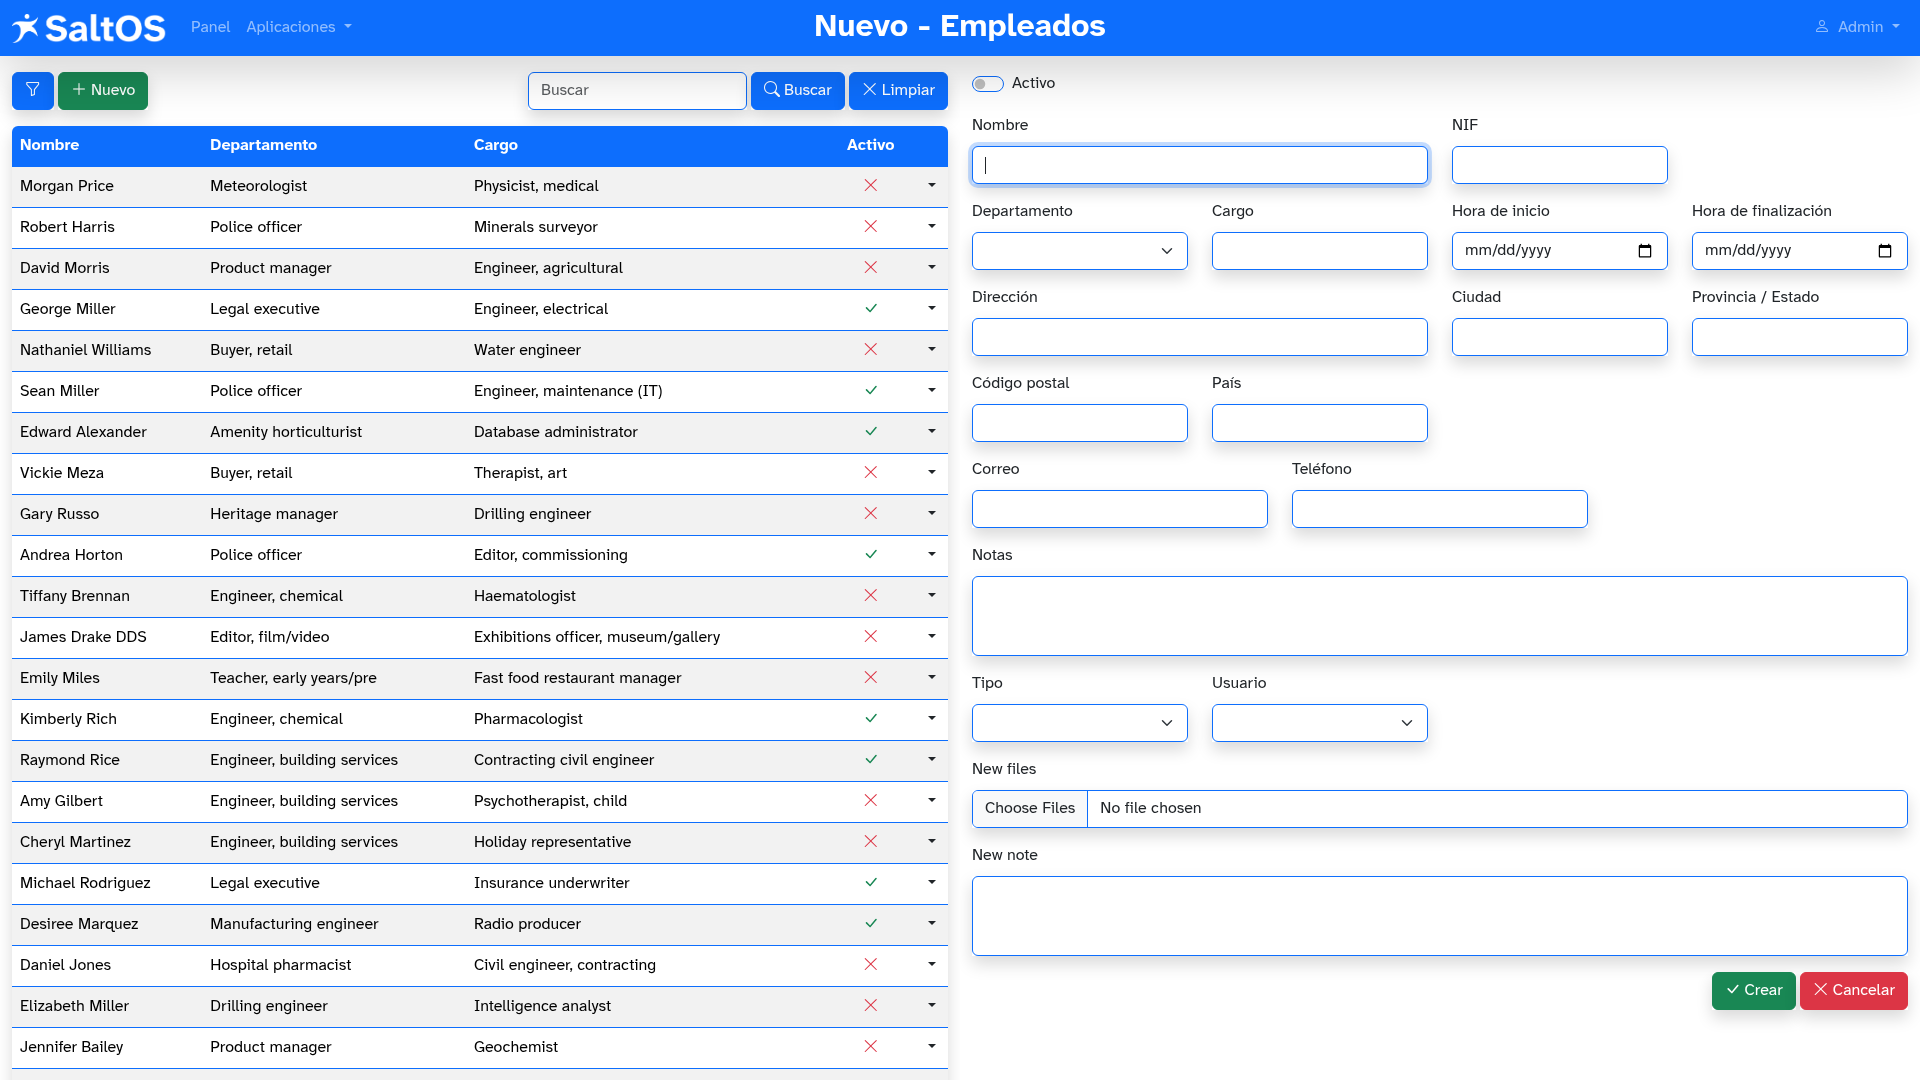 SaltOS Panel Aplicaciones Nuevo - Empleados Admin
Nuevo Buscar Buscar Limpiar
Nombre Departamento Cargo Activo
Morgan Price Meteorologist Physicist, medical
Robert Harris Police officer Minerals surveyor
David Morris Product manager Engineer, agricultural
George Miller Legal executive Engineer, electrical
Nathaniel Williams Buyer, retail Water engineer
Sean Miller Police officer Engineer, maintenance (IT)
Edward Alexander Amenity horticulturist Database administrator
Vickie Meza Buyer, retail Therapist, art
Gary Russo Heritage manager Drilling engineer
Andrea Horton Police officer Editor, commissioning
Tiffany Brennan Engineer, chemical Haematologist
James Drake DDS Editor, film/video Exhibitions officer, museum/gallery
Emily Miles Teacher, early years/pre Fast food restaurant manager
Kimberly Rich Engineer, chemical Pharmacologist
Raymond Rice Engineer, building services Contracting civil engineer
Amy Gilbert Engineer, building services Psychotherapist, child
Cheryl Martinez Engineer, building services Holiday representative
Michael Rodriguez Legal executive Insurance underwriter
Desiree Marquez Manufacturing engineer Radio producer
Daniel Jones Hospital pharmacist Civil engineer, contracting
Elizabeth Miller Drilling engineer Intelligence analyst
Jennifer Bailey Product manager Geochemist
Activo
Nombre NIF
Departamento Cargo Hora de inicio Hora de finalización
mm/dd/yyyy mm/dd/yyyy
Dirección Ciudad Provincia / Estado
Código postal País
Correo Teléfono
Notas
Tipo Usuario
New files
Choose Files No file chosen
New note
Crear Cancelar